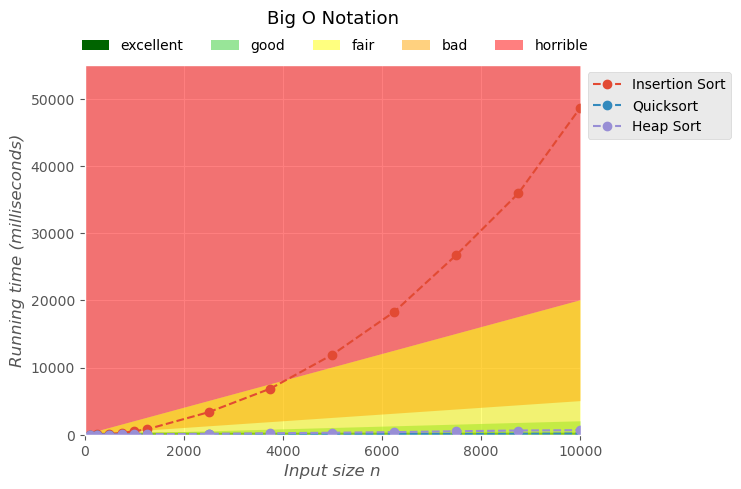 Big O Notation
excellent good fair bad horrible
Insertion Sort
Quicksort
Heap Sort
Running time (milliseconds)
50000
40000
30000
20000
10000
0
0 2000 4000 6000 8000 10000
Input size n